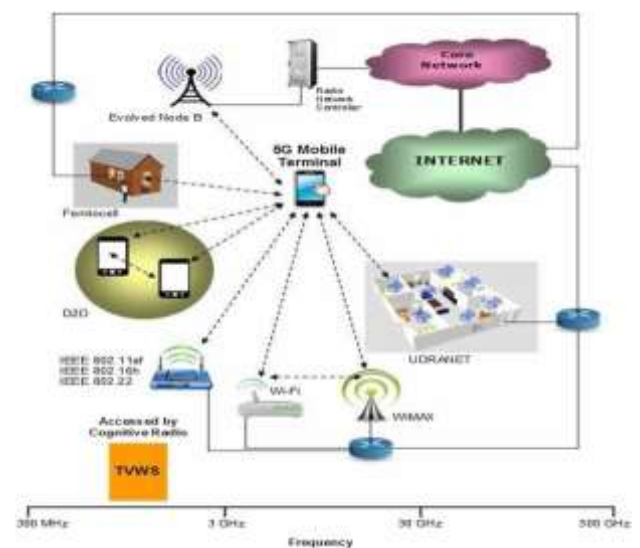 Core
Network
Radio
Network
Controller
Evolved Node B
5G Mobile
Terminal
INTERNET
Femtocell
D2D
UDRANET
IEEE 802.11af
IEEE 802.16h
IEEE 802.22
Wi-Fi
WiMAX
Accessed by
Cognitive Radio
TVWS
300 MHz
3 GHz
30 GHz
300 GHz
Frequency